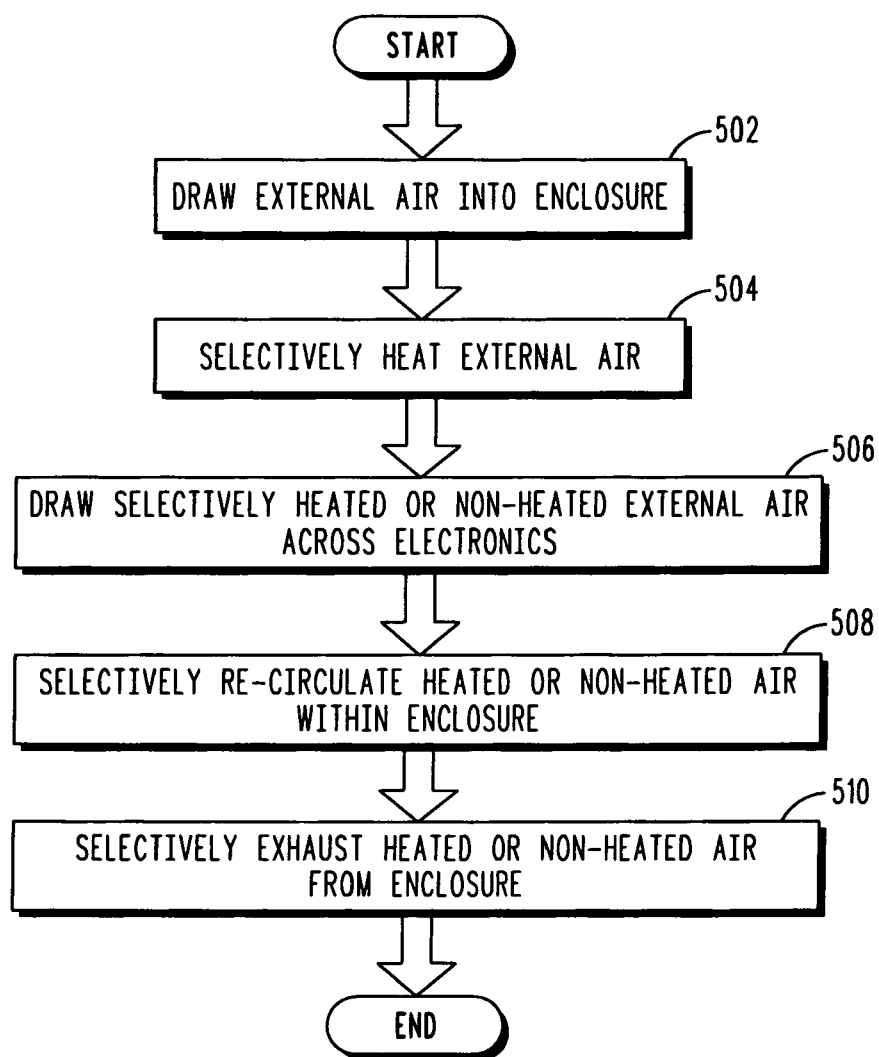 START
502
DRAW EXTERNAL AIR INTO ENCLOSURE
504
SELECTIVELY HEAT EXTERNAL AIR
506
DRAW SELECTIVELY HEATED OR NON-HEATED EXTERNAL AIR
ACROSS ELECTRONICS
508
SELECTIVELY RE-CIRCULATE HEATED OR NON-HEATED AIR
WITHIN ENCLOSURE
510
SELECTIVELY EXHAUST HEATED OR NON-HEATED AIR
FROM ENCLOSURE
END